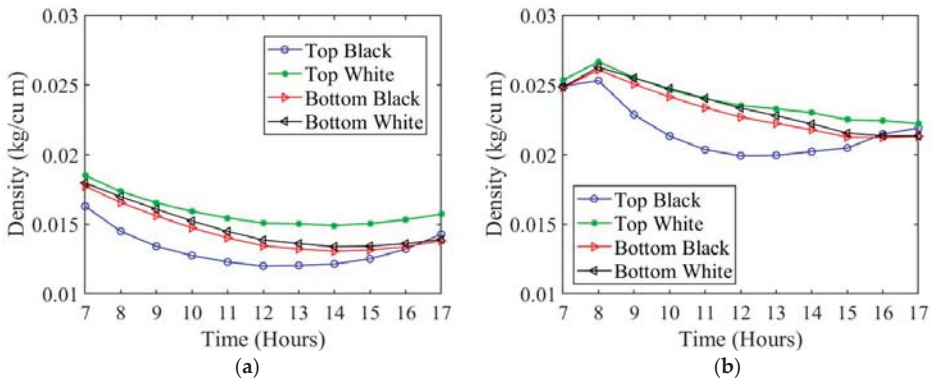 0.03
0.025
0.02
0.015
0.01
Density (kg/cu m)
Top Black
Top White
Bottom Black
Bottom White
7 8 9 10 11 12 13 14 15 16 17
Time (Hours)
(a)
0.03
0.025
0.02
0.015
0.01
Density (kg/cu m)
Top Black
Top White
Bottom Black
Bottom White
7 8 9 10 11 12 13 14 15 16 17
Time (Hours)
(b)